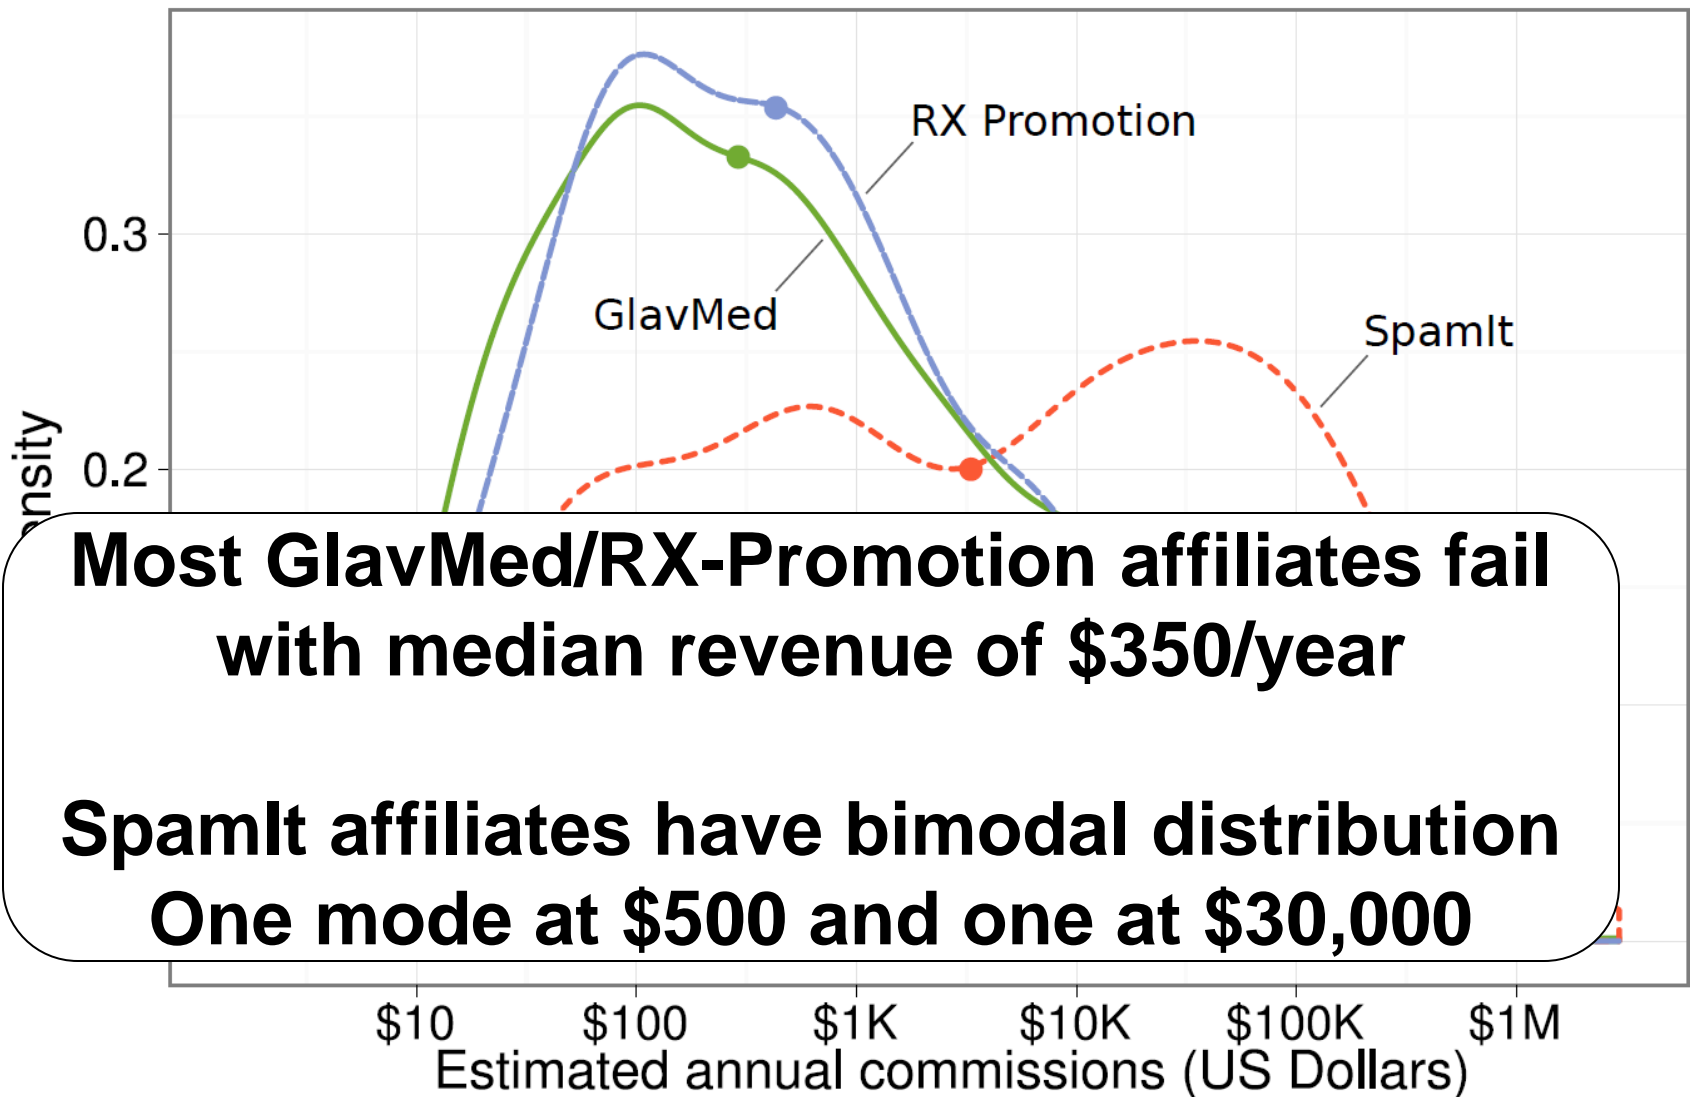 RX Promotion
0.3
GlavMed
SpamIt
0.2
Most GlavMed/RX-Promotion affiliates fail
with median revenue of $350/year
SpamIt affiliates have bimodal distribution
One mode at $500 and one at $30,000
$10 $100 $1K $10K $100K $1M
Estimated annual commissions (US Dollars)